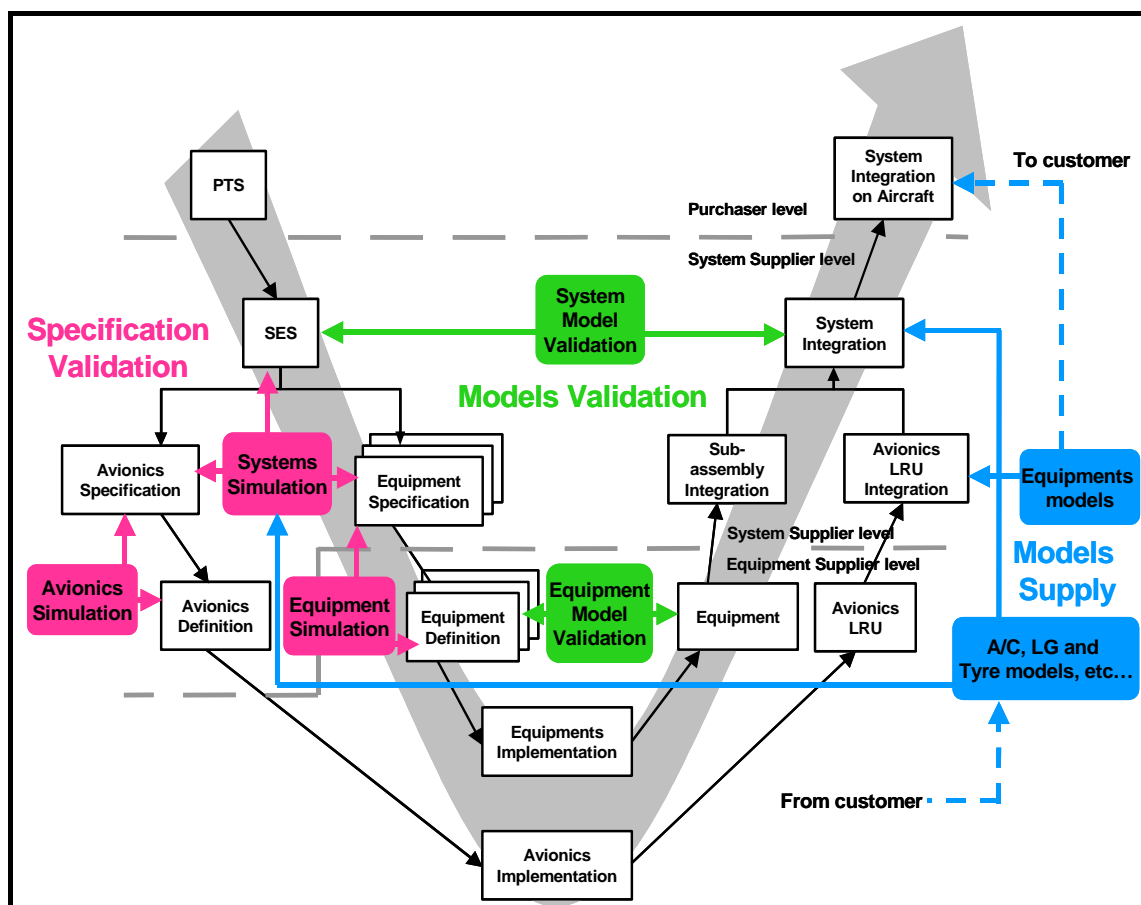 PTS
System
Integration
on Aircraft
To customer
Purchaser level
System Supplier level
SES
System
Model
Validation
System
Integration
Specification
Validation
Models Validation
Avionics
Specification
Systems
Simulation
Equipment
Specification
Sub-
assembly
Integration
Avionics
LRU
Integration
Equipments
models
System Supplier level
Equipment Supplier level
Models
Supply
Avionics
Simulation
Avionics
Definition
Equipment
Simulation
Equipment
Definition
Equipment
Model
Validation
Equipment
Avionics
LRU
A/C, LG and
Tyre models, etc…
Equipments
Implementation
From customer
Avionics
Implementation